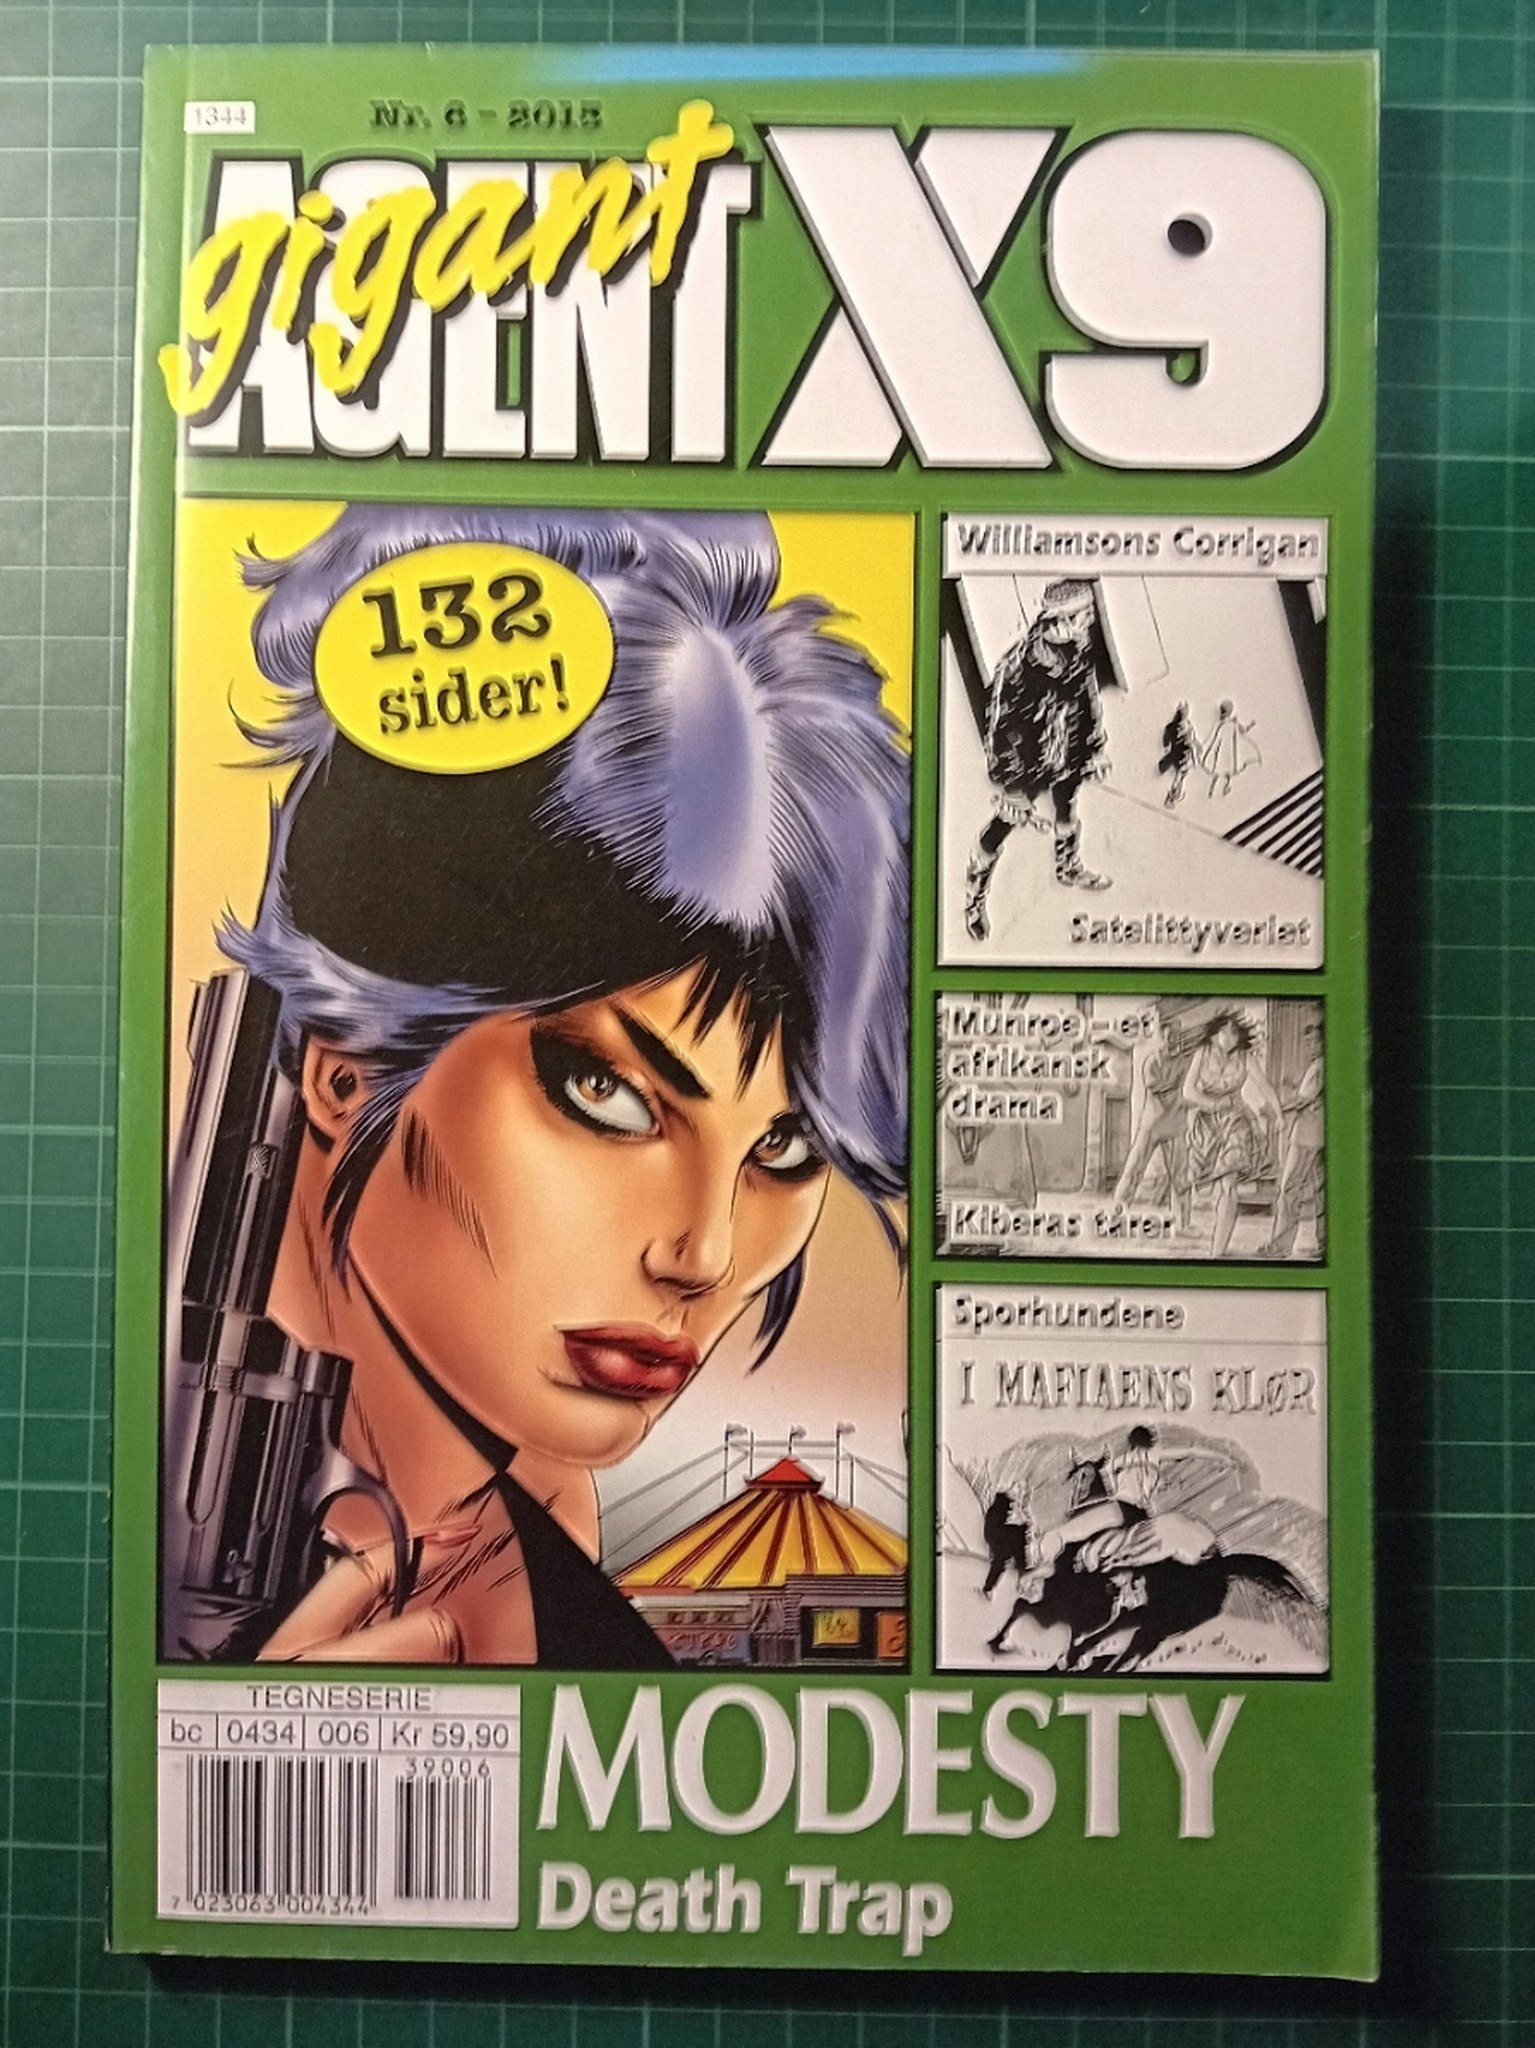 1344
Nr. 6 - 2013
gigant
AGENT X9
132
sider!
Williamsons Corrigan
Satelittyveriet
Munroe – et
afrikansk
drama
Kiberas tårer
Sporhundene
I MAFIAENS KLØR
TEGNESERIE
bc 0434 006 Kr 59,90
39006
7 023063 004344
MODESTY
Death Trap